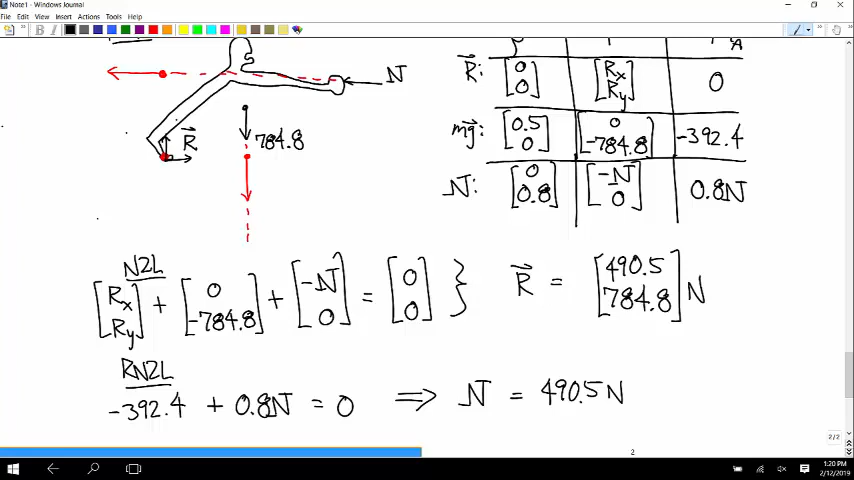 Note1 - Windows Journal
File Edit View Insert Actions Tools Help
N
R
784.8
A
R: [0 0] [Rx Ry] 0
mg: [0.5 0] [0 -784.8] -392.4
N: [0 0.8] [-N 0] 0.8N
N2L
[Rx Ry] + [0 -784.8] + [-N 0] = [0 0] } R = [490.5 784.8] N
RN2L
-392.4 + 0.8N = 0 ⟹ N = 490.5 N
2/2
2
1:20 PM
2/12/2019